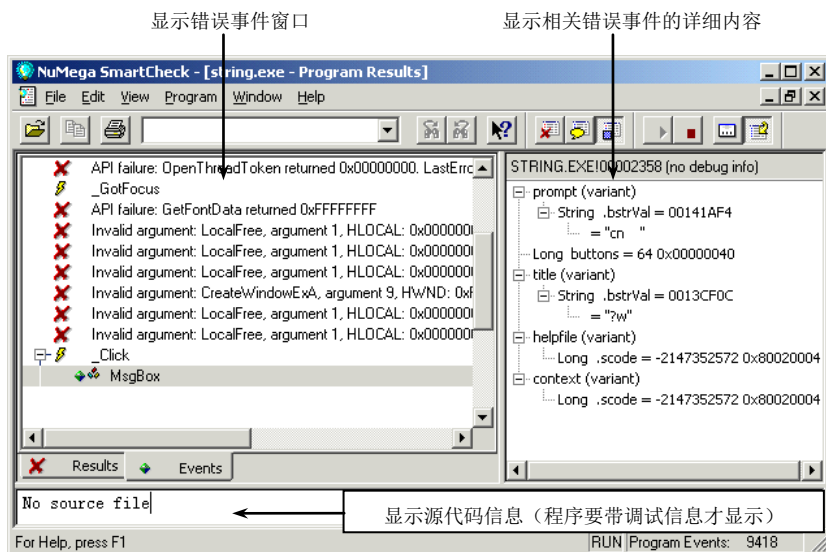 显示错误事件窗口
显示相关错误事件的详细内容
NuMega SmartCheck - [string.exe - Program Results]
File Edit View Program Window Help
API failure: OpenThreadToken returned 0x00000000. LastErrc
_GotFocus
API failure: GetFontData returned 0xFFFFFFFF
Invalid argument: LocalFree, argument 1, HLOCAL: 0x000000
Invalid argument: LocalFree, argument 1, HLOCAL: 0x000000
Invalid argument: LocalFree, argument 1, HLOCAL: 0x000000
Invalid argument: CreateWindowExA, argument 9, HWND: 0xF
Invalid argument: LocalFree, argument 1, HLOCAL: 0x000000
Invalid argument: LocalFree, argument 1, HLOCAL: 0x000000
_Click
MsgBox
Results Events
STRING.EXE!00002358 (no debug info)
prompt (variant)
String .bstrVal = 00141AF4
= "cn "
Long buttons = 64 0x00000040
title (variant)
String .bstrVal = 0013CF0C
= "?w"
helpfile (variant)
Long .scode = -2147352572 0x80020004
context (variant)
Long .scode = -2147352572 0x80020004
No source file
显示源代码信息（程序要带调试信息才显示）
For Help, press F1
RUN Program Events: 9418